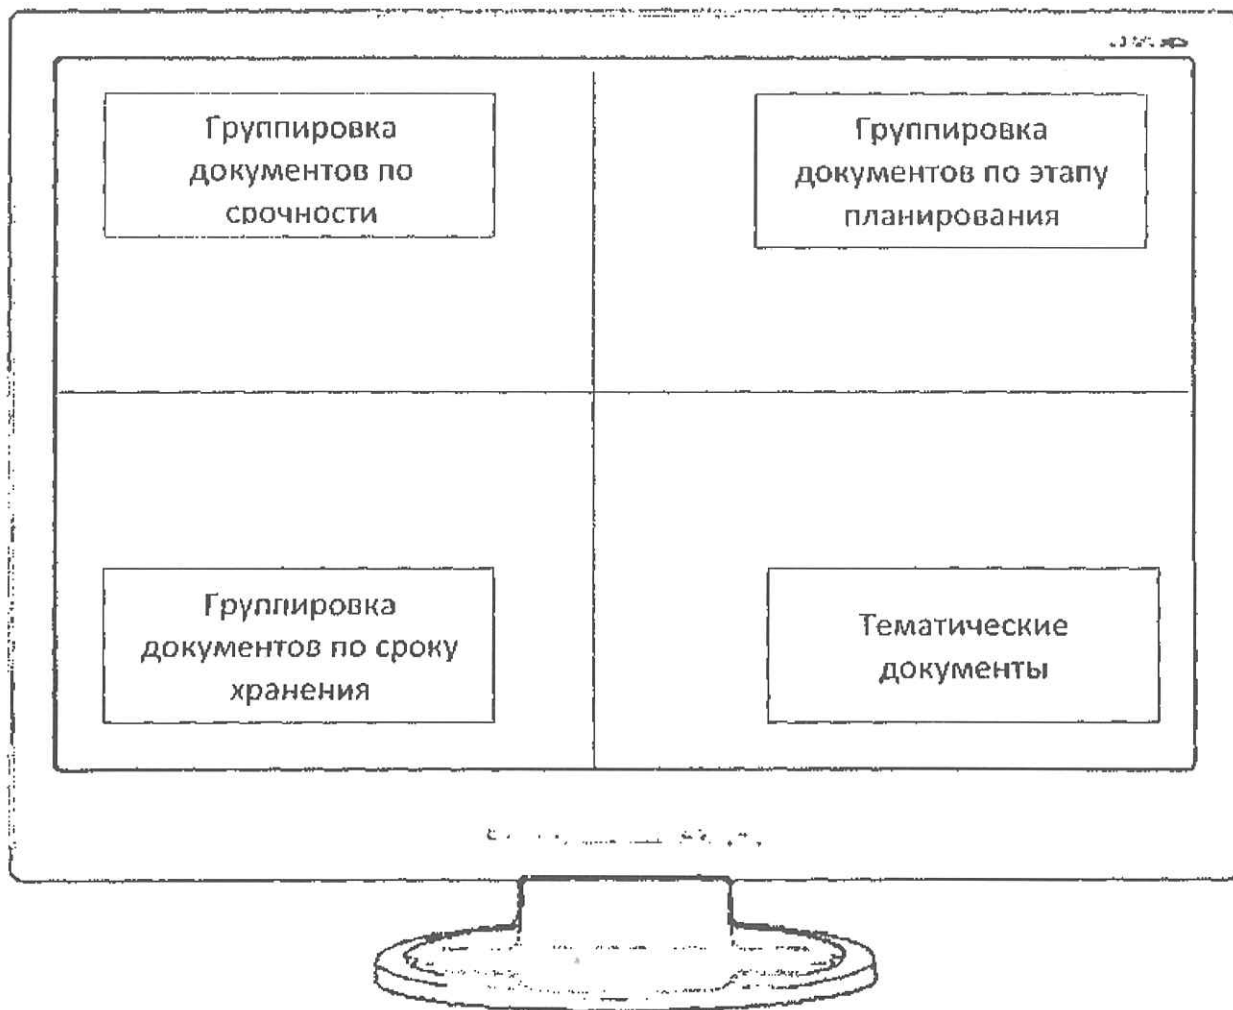 Группировка
документов по
срочности
Группировка
документов по этапу
планирования
Группировка
документов по сроку
хранения
Тематические
документы